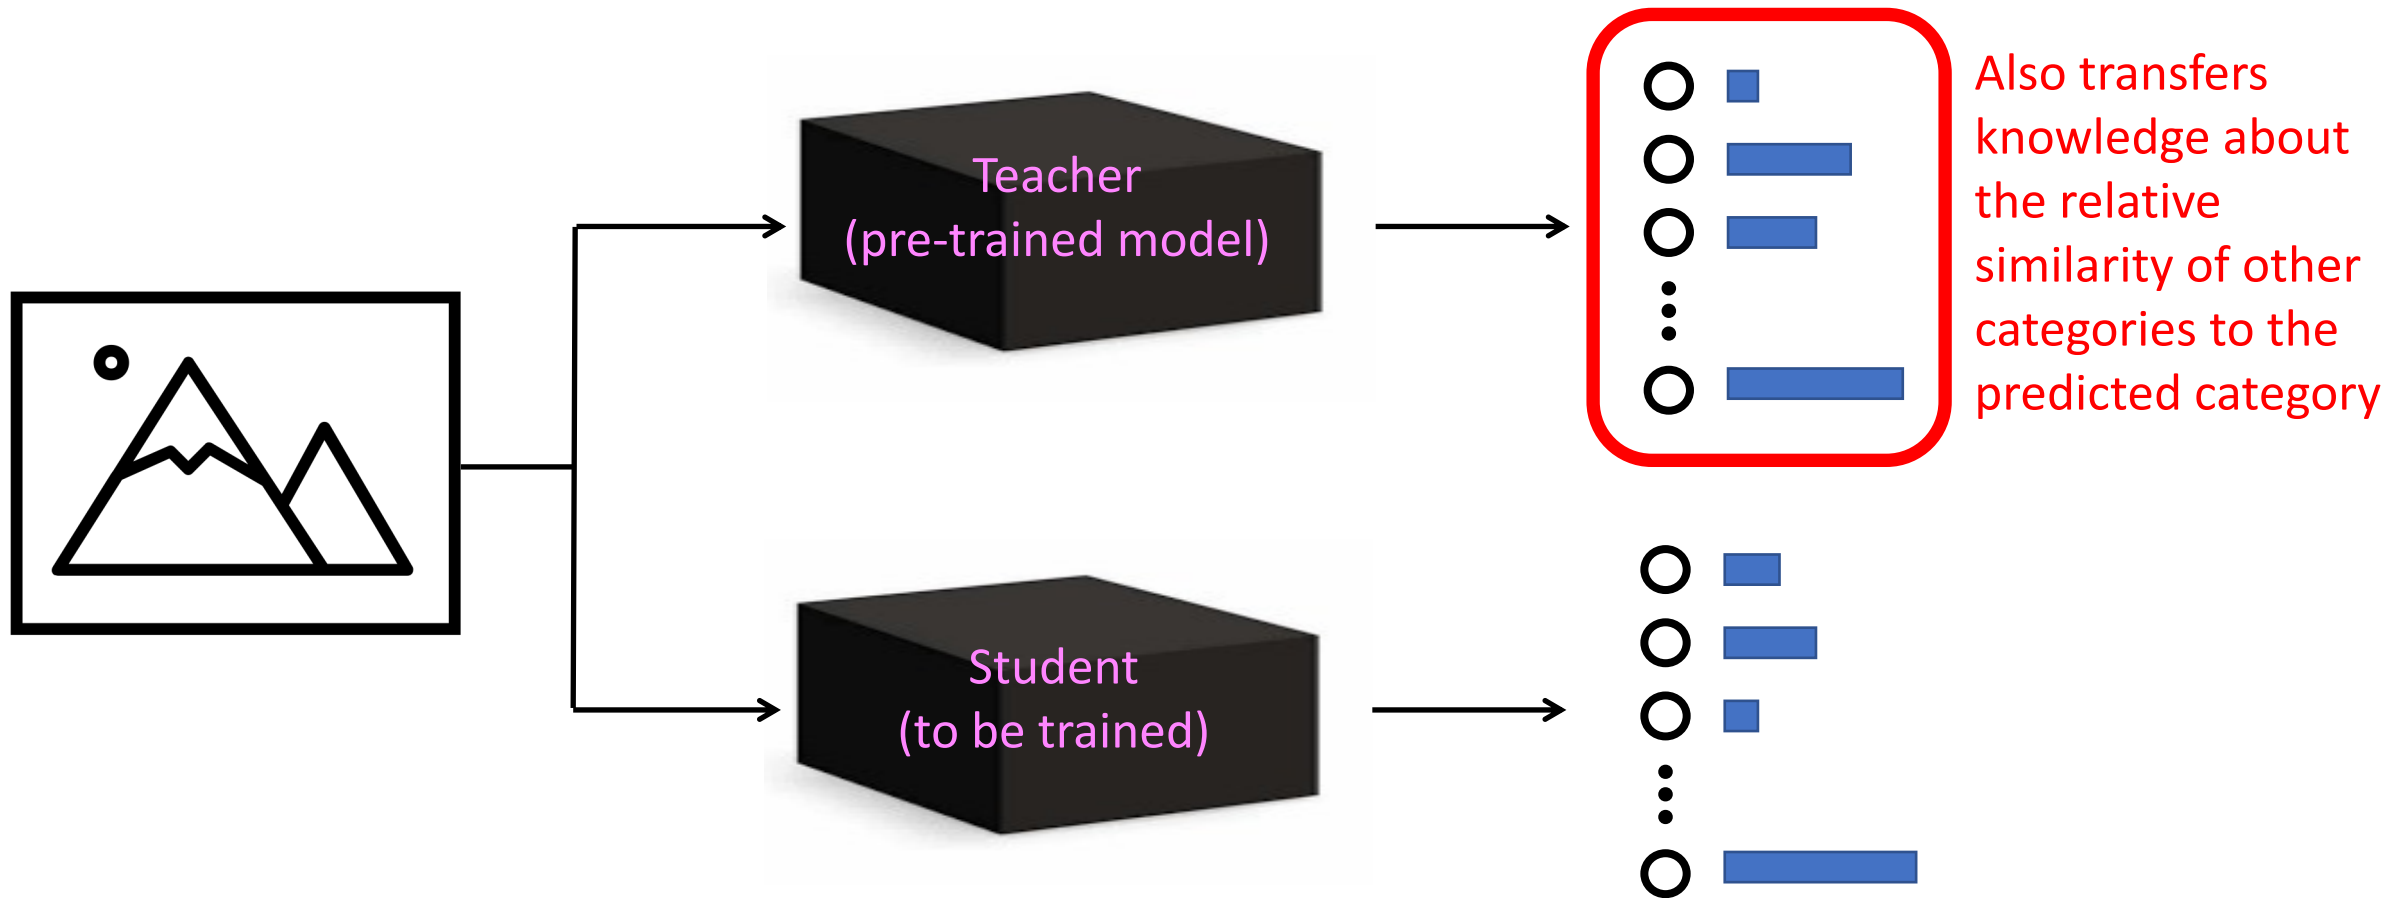 Teacher
(pre-trained model)
Also transfers
knowledge about
the relative
similarity of other
categories to the
predicted category
Student
(to be trained)